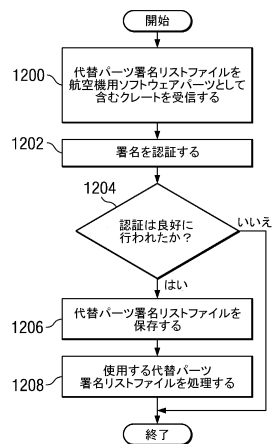 開始
1200
代替パーツ署名リストファイルを
航空機用ソフトウェアパーツとして
含むクレートを受信する
1202
署名を認証する
1204
認証は良好に
行われたか?
いいえ
はい
1206
代替パーツ署名リストファイルを
保存する
1208
使用する代替パーツ
署名リストファイルを処理する
終了